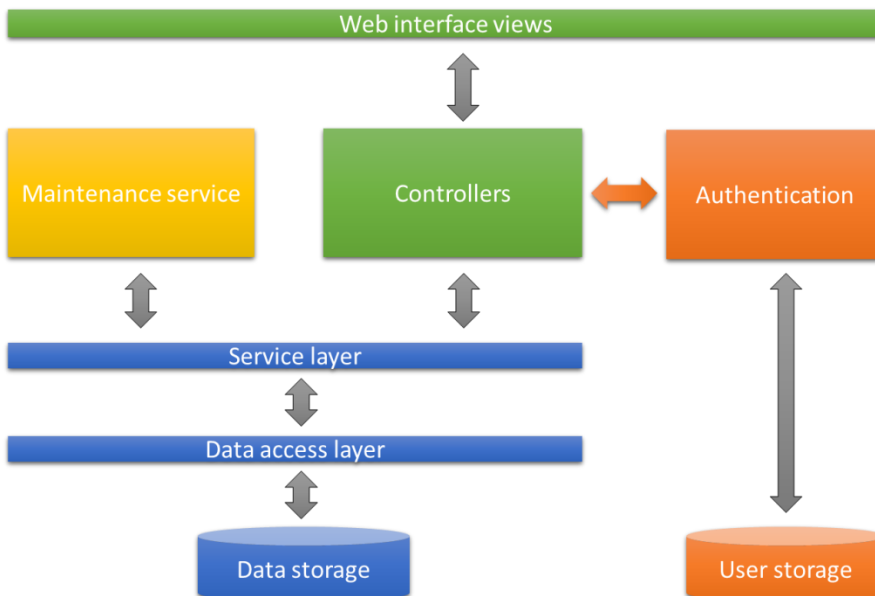 Web interface views
Maintenance service
Controllers
Authentication
Service layer
Data access layer
Data storage
User storage